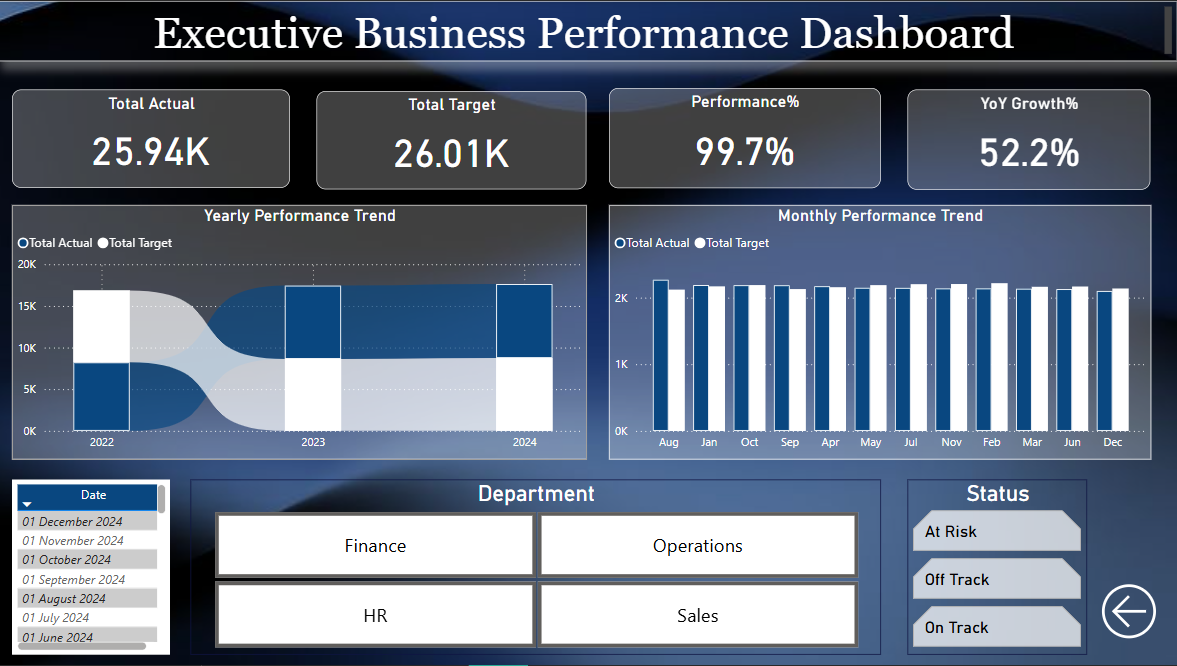 Executive Business Performance Dashboard
Total Actual
25.94K
Total Target
26.01K
Performance%
99.7%
YoY Growth%
52.2%
Yearly Performance Trend
Total Actual Total Target
20K
15K
10K
5K
0K
2022 2023 2024
Monthly Performance Trend
Total Actual Total Target
2K
1K
0K
Aug Jan Oct Sep Apr May Jul Nov Feb Mar Jun Dec
Date
01 December 2024
01 November 2024
01 October 2024
01 September 2024
01 August 2024
01 July 2024
01 June 2024
Department
Finance Operations
HR Sales
Status
At Risk
Off Track
On Track